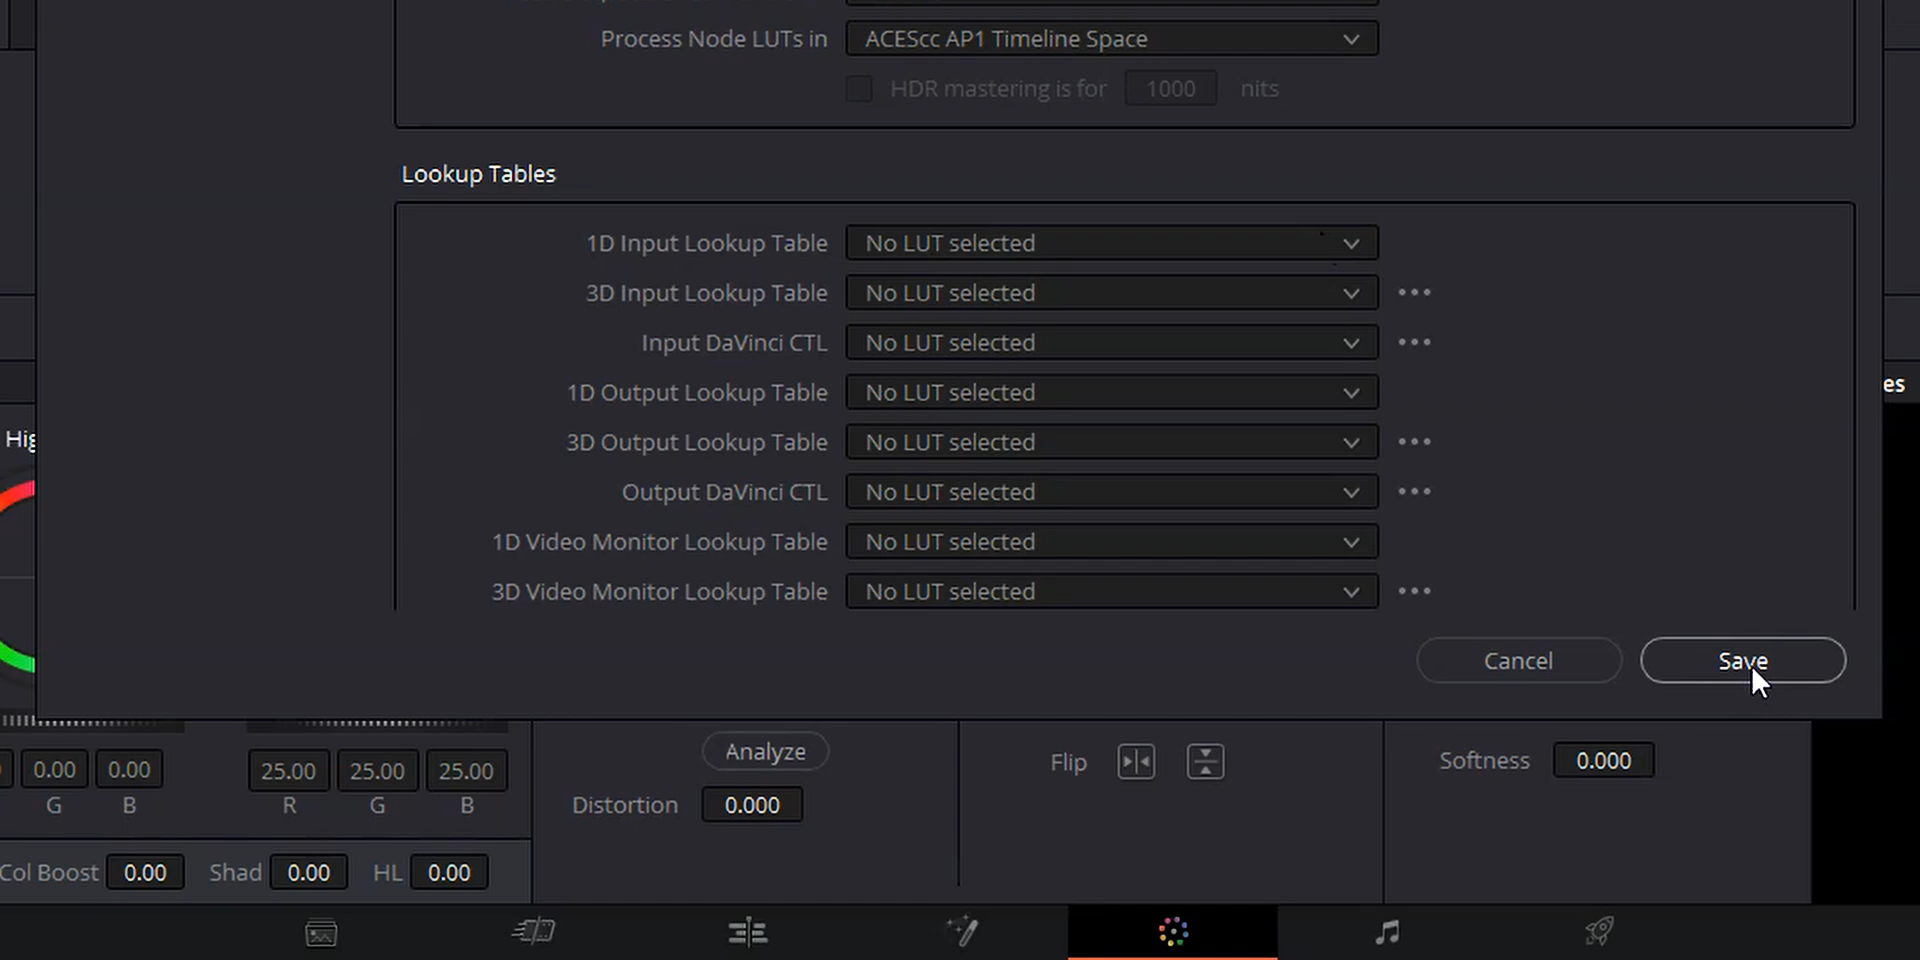 Process Node LUTs in ACEScc AP1 Timeline Space
HDR mastering is for 1000 nits
Lookup Tables
1D Input Lookup Table No LUT selected
3D Input Lookup Table No LUT selected
Input DaVinci CTL No LUT selected
1D Output Lookup Table No LUT selected
3D Output Lookup Table No LUT selected
Output DaVinci CTL No LUT selected
1D Video Monitor Lookup Table No LUT selected
3D Video Monitor Lookup Table No LUT selected
Cancel Save
es
Hig
0.00 0.00 25.00 25.00 25.00
G B R G B
Analyze
Distortion 0.000
Flip
Softness 0.000
Col Boost 0.00 Shad 0.00 HL 0.00